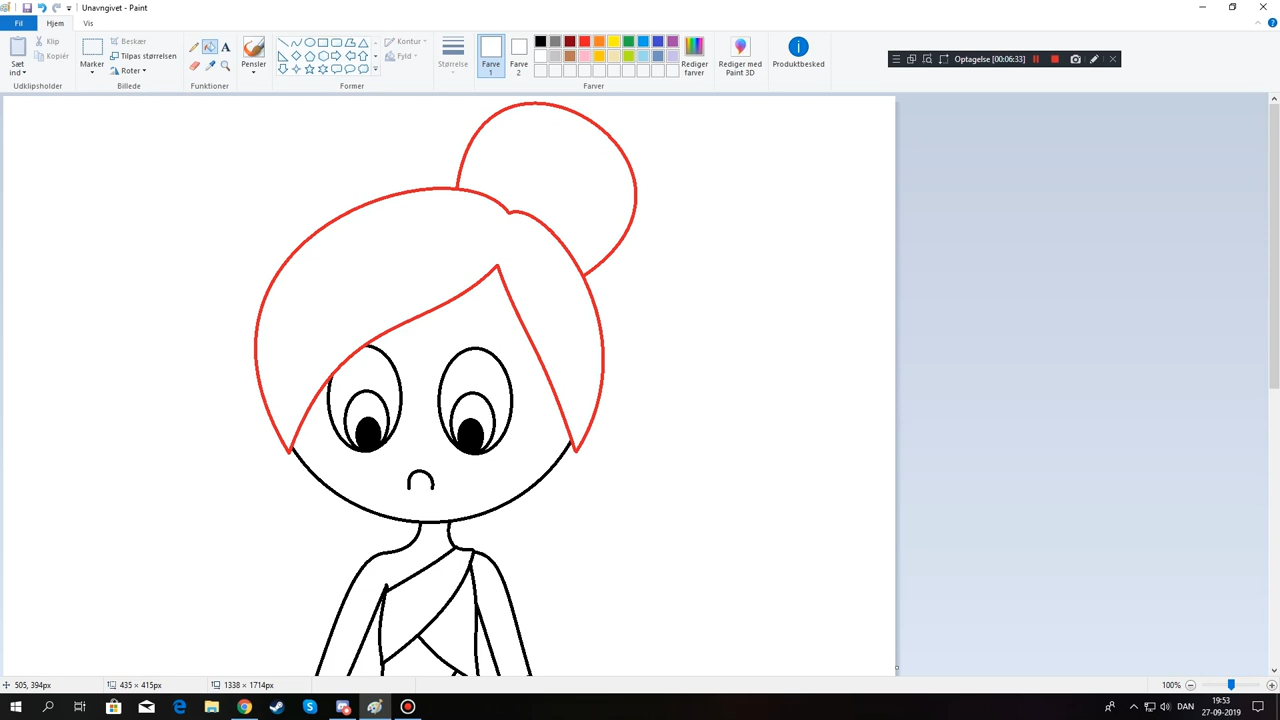 Unavngivet - Paint
Fil Hjem Vis
Sæt ind
Klip
Kopiér
Udklipsholder
Marker
Beskær
Tilpas størrelsen
Roter
Billede
A
Funktioner
Pensler
Kontur
Fyld
Former
Størrelse
Farve 1
Farve 2
Farver
Rediger farver
Rediger med Paint 3D
Produktbesked
Optagelse [00:06:33]
505, 394px
435 × 415px
1338 × 1714px
100%
DAN
19:53
27-09-2019